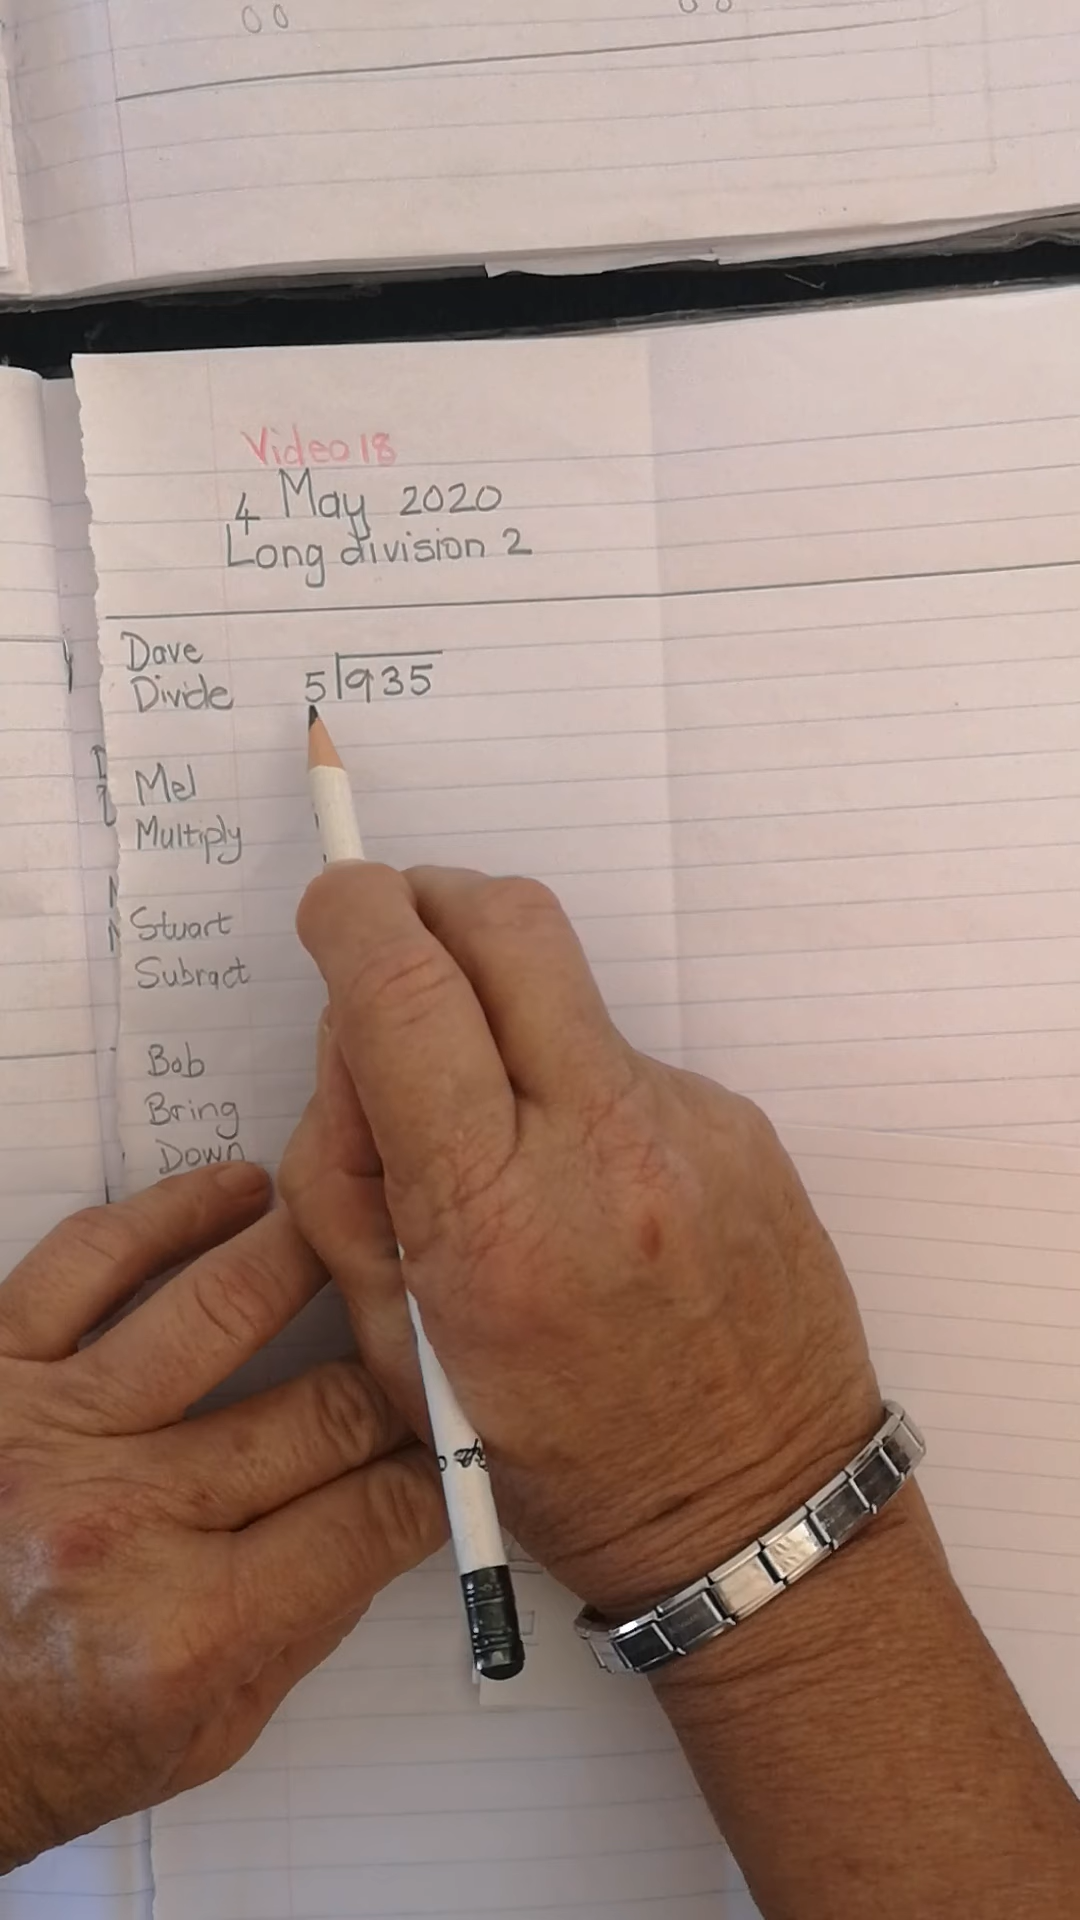 Video 18
4 May 2020
Long division 2
Dave
Divide
5 935
Mel
Multiply
Stuart
Subract
Bob
Bring
Down